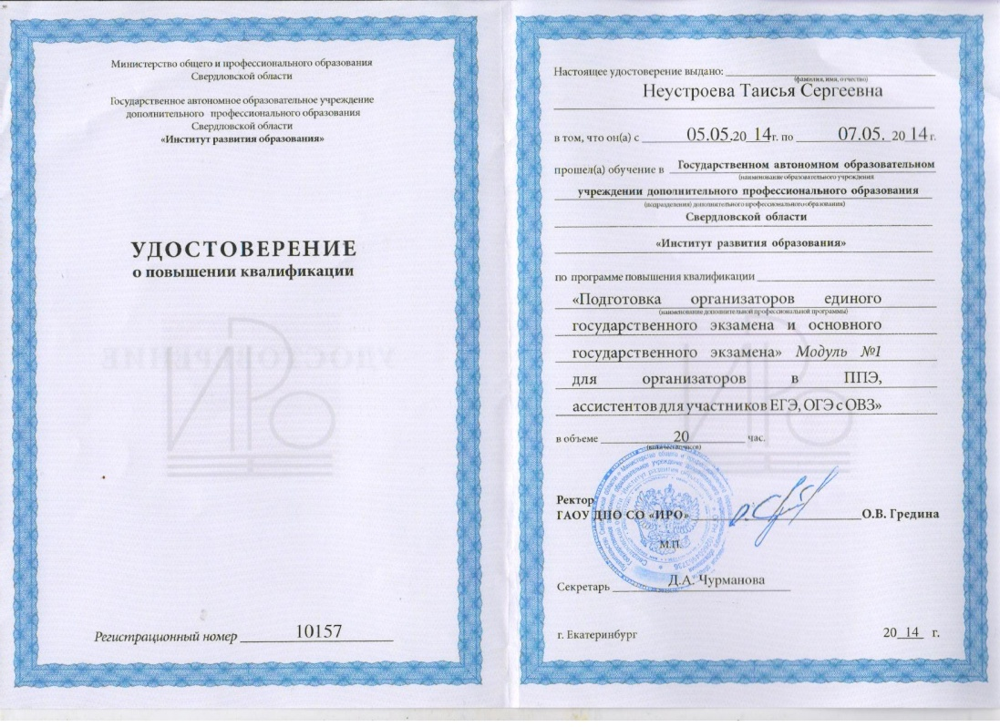 Министерство общего и профессионального образования
Свердловской области
Государственное автономное образовательное учреждение
дополнительного профессионального образования
Свердловской области
«Институт развития образования»
УДОСТОВЕРЕНИЕ
о повышении квалификации
ИРО
Регистрационный номер 10157
Настоящее удостоверение выдано:
(фамилия, имя, отчество)
Неустроева Таисья Сергеевна
в том, что он(а) с 05.05.20 14г. по 07.05. 20 14 г.
прошел(а) обучение в Государственном автономном образовательном
(наименование образовательного учреждения
учреждении дополнительного профессионального образования
(подразделения) дополнительного профессионального образования)
Свердловской области
«Институт развития образования»
по программе повышения квалификации
«Подготовка организаторов единого
(наименование дополнительной профессиональной программы)
государственного экзамена и основного
государственного экзамена» Модуль №1
для организаторов в ППЭ,
ассистентов для участников ЕГЭ, ОГЭ с ОВЗ»
в объеме 20 час.
(количество часов)
Ректор
ГАОУ ДПО СО «ИРО» О.В. Гредина
М.П.
Секретарь Д.А. Чурманова
г. Екатеринбург 20 14 г.